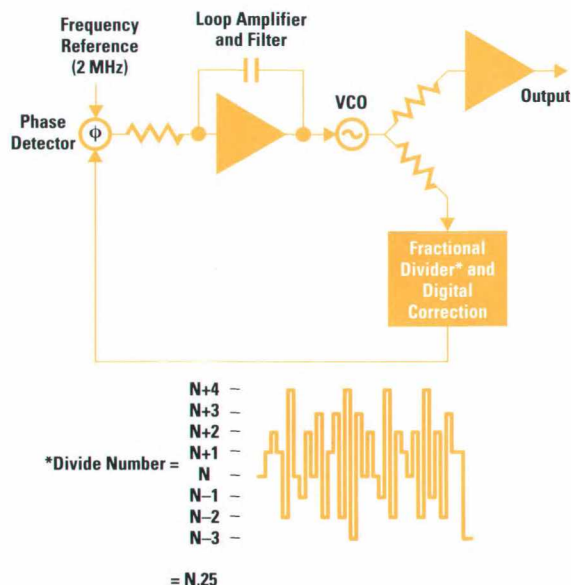 Frequency
Reference
(2 MHz)
Loop Amplifier
and Filter
VCO
Output
Phase
Detector
ϕ
Fractional
Divider* and
Digital
Correction
*Divide Number =
N+4
N+3
N+2
N+1
N
N–1
N–2
N–3
= N.25